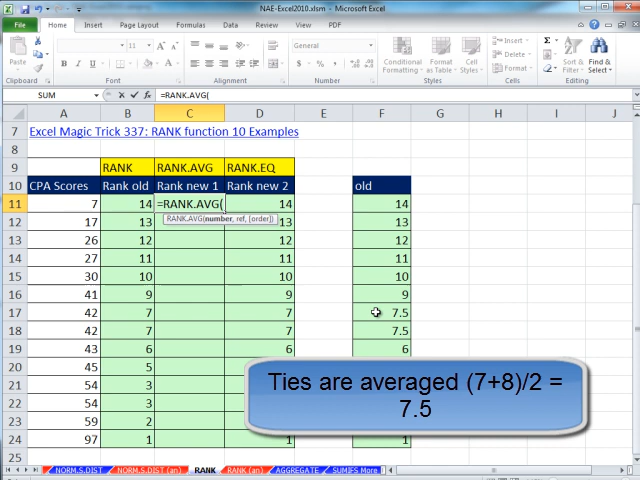 NAE-Excel2010.xlsm - Microsoft Excel
File Home Insert Page Layout Formulas Data Review View PDF
11
General
Paste
B I U
Conditional Formatting Format as Table Cell Styles
Insert
Delete
Format
Sort & Filter Find & Select
Clipboard Font Alignment Number Styles Cells Editing
SUM =RANK.AVG(
A B C D E F G H I J
7 Excel Magic Trick 337: RANK function 10 Examples
8
9 RANK RANK.AVG RANK.EQ
10 CPA Scores Rank old Rank new 1 Rank new 2 old
11 7 14 =RANK.AVG( 14 14
RANK.AVG(number, ref, [order])
12 17 13 13 13
13 26 12 12 12
14 27 11 11 11
15 30 10 10 10
16 41 9 9 9
17 42 7 7 7.5
18 42 7 7 7.5
19 43 6 6 6
20 45 5
21 54 3
22 54 3
23 59 2
24 97 1 1 1
25
Ties are averaged (7+8)/2 =
7.5
NORM.S.DIST NORM.S.DIST (an) RANK RANK (an) AGGREGATE SUMIFS More